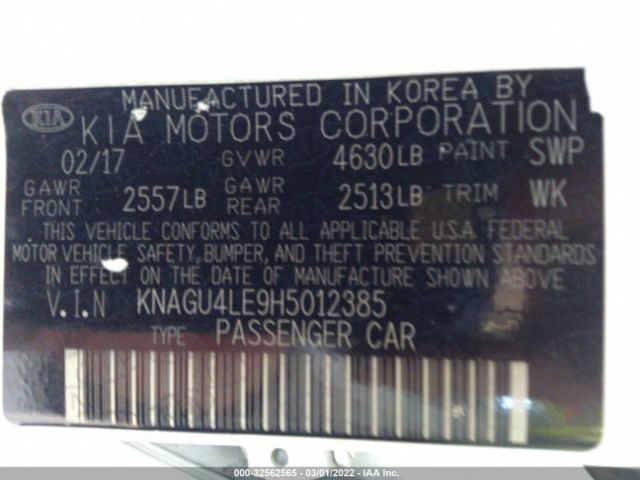 MANUFACTURED IN KOREA BY
KIA KIA MOTORS CORPORATION
02/17 GVWR 4630LB PAINT SWP
GAWR FRONT 2557LB GAWR REAR 2513LB TRIM WK
THIS VEHICLE CONFORMS TO ALL APPLICABLE U.S.A. FEDERAL
MOTOR VEHICLE SAFETY, BUMPER, AND THEFT PREVENTION STANDARDS
IN EFFECT ON THE DATE OF MANUFACTURE SHOWN ABOVE.
V.I.N KNAGU4LE9H5012385
TYPE PASSENGER CAR
000-32562565 - 03/01/2022 - IAA Inc.